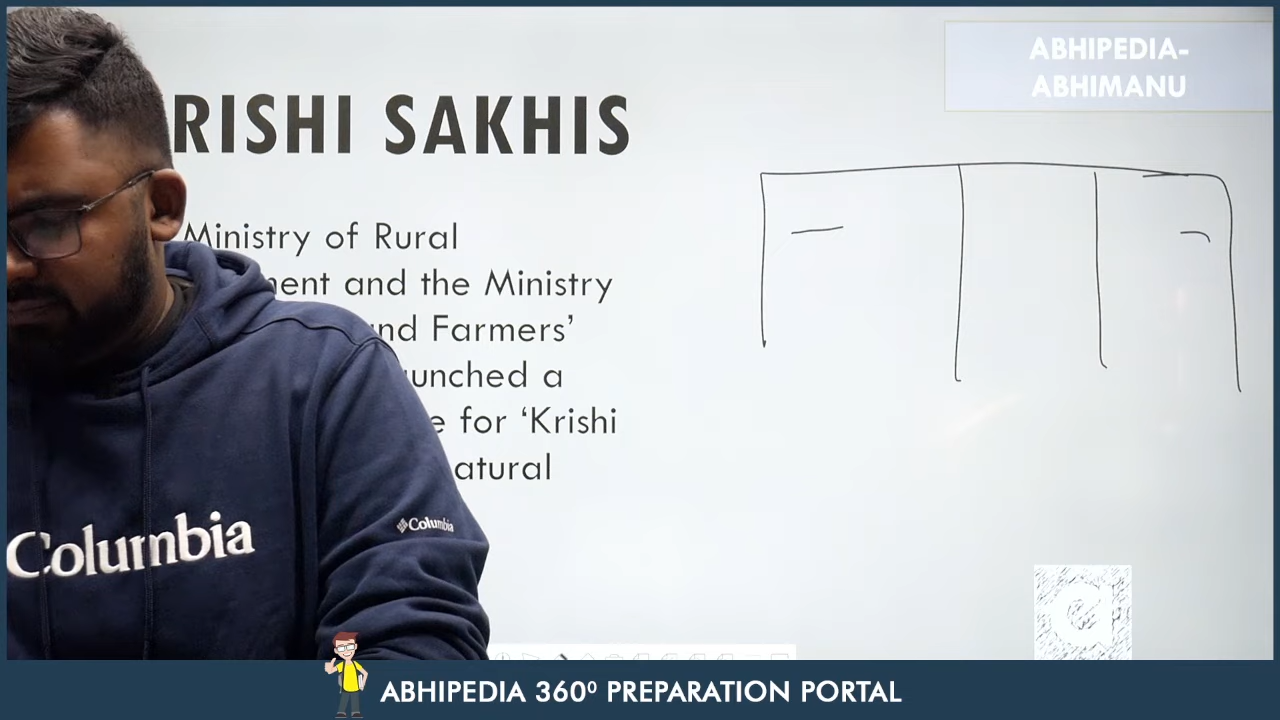 ABHIPEDIA-
ABHIMANU
RISHI SAKHIS
Ministry of Rural
ment and the Ministry
nd Farmers’
unched a
e for ‘Krishi
atural
Columbia
Columbia
ABHIPEDIA 360⁰ PREPARATION PORTAL